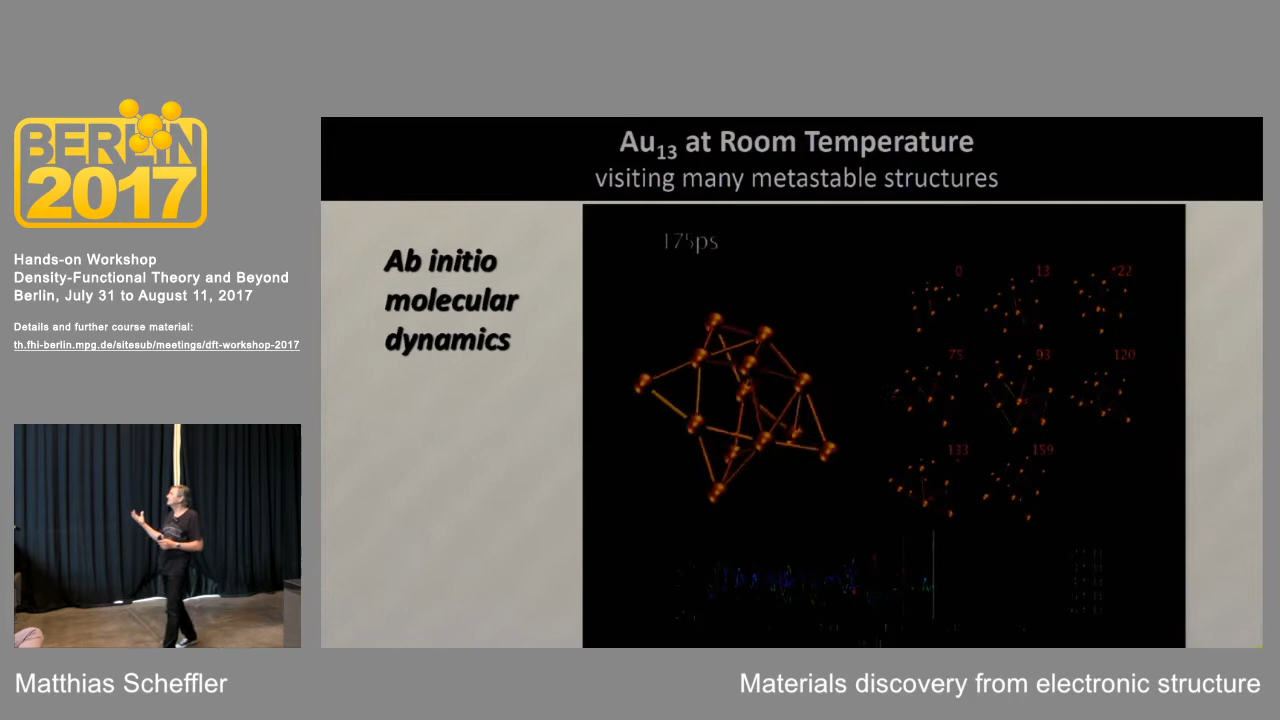 BERLIN
2017
Hands-on Workshop
Density-Functional Theory and Beyond
Berlin, July 31 to August 11, 2017
Details and further course material:
th.fhi-berlin.mpg.de/sitesub/meetings/dft-workshop-2017
Au13 at Room Temperature
visiting many metastable structures
Ab initio
molecular
dynamics
175ps
0 13 22
75 93 120
133 159
Matthias Scheffler
Materials discovery from electronic structure